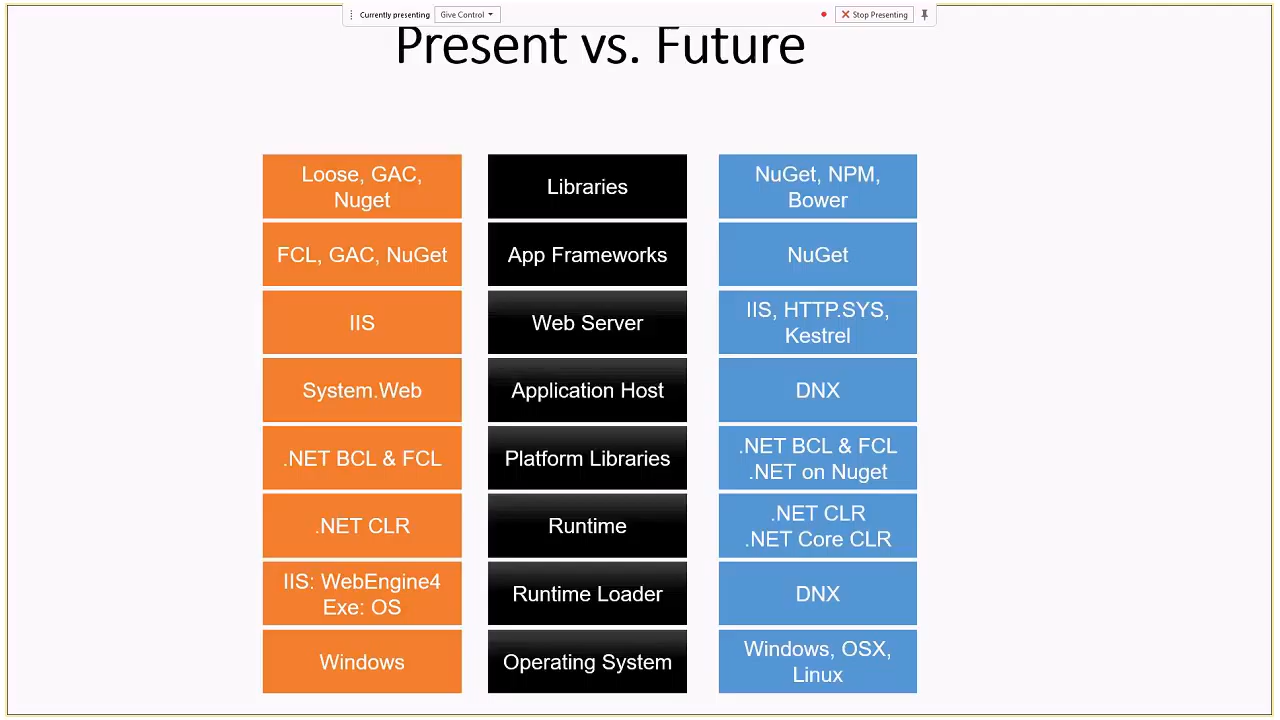 Currently presenting
Give Control
Stop Presenting
Present vs. Future
Loose, GAC,
Nuget
Libraries
NuGet, NPM,
Bower
FCL, GAC, NuGet
App Frameworks
NuGet
IIS
Web Server
IIS, HTTP.SYS,
Kestrel
System.Web
Application Host
DNX
.NET BCL & FCL
Platform Libraries
.NET BCL & FCL
.NET on Nuget
.NET CLR
Runtime
.NET CLR
.NET Core CLR
IIS: WebEngine4
Exe: OS
Runtime Loader
DNX
Windows
Operating System
Windows, OSX,
Linux